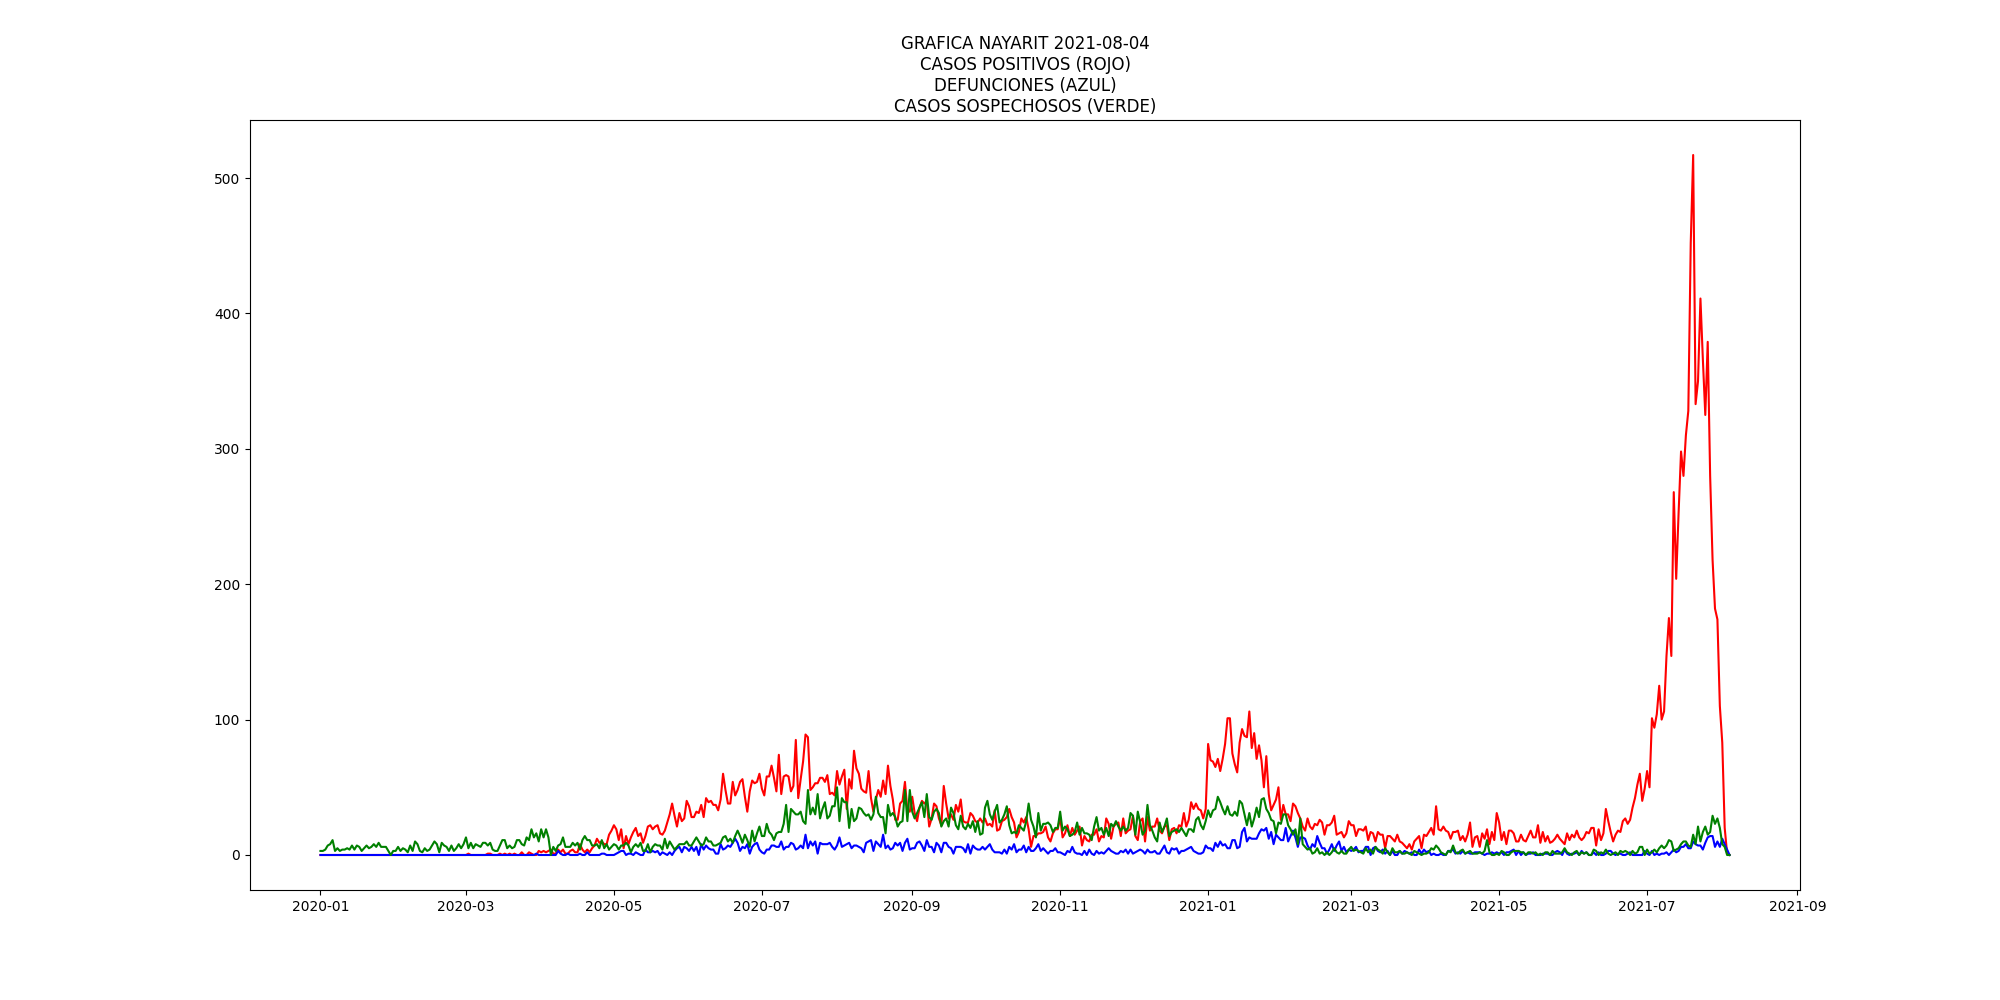 GRAFICA NAYARIT 2021-08-04
CASOS POSITIVOS (ROJO)
DEFUNCIONES (AZUL)
CASOS SOSPECHOSOS (VERDE)
500
400
300
200
100
0
2020-01 2020-03 2020-05 2020-07 2020-09 2020-11 2021-01 2021-03 2021-05 2021-07 2021-09